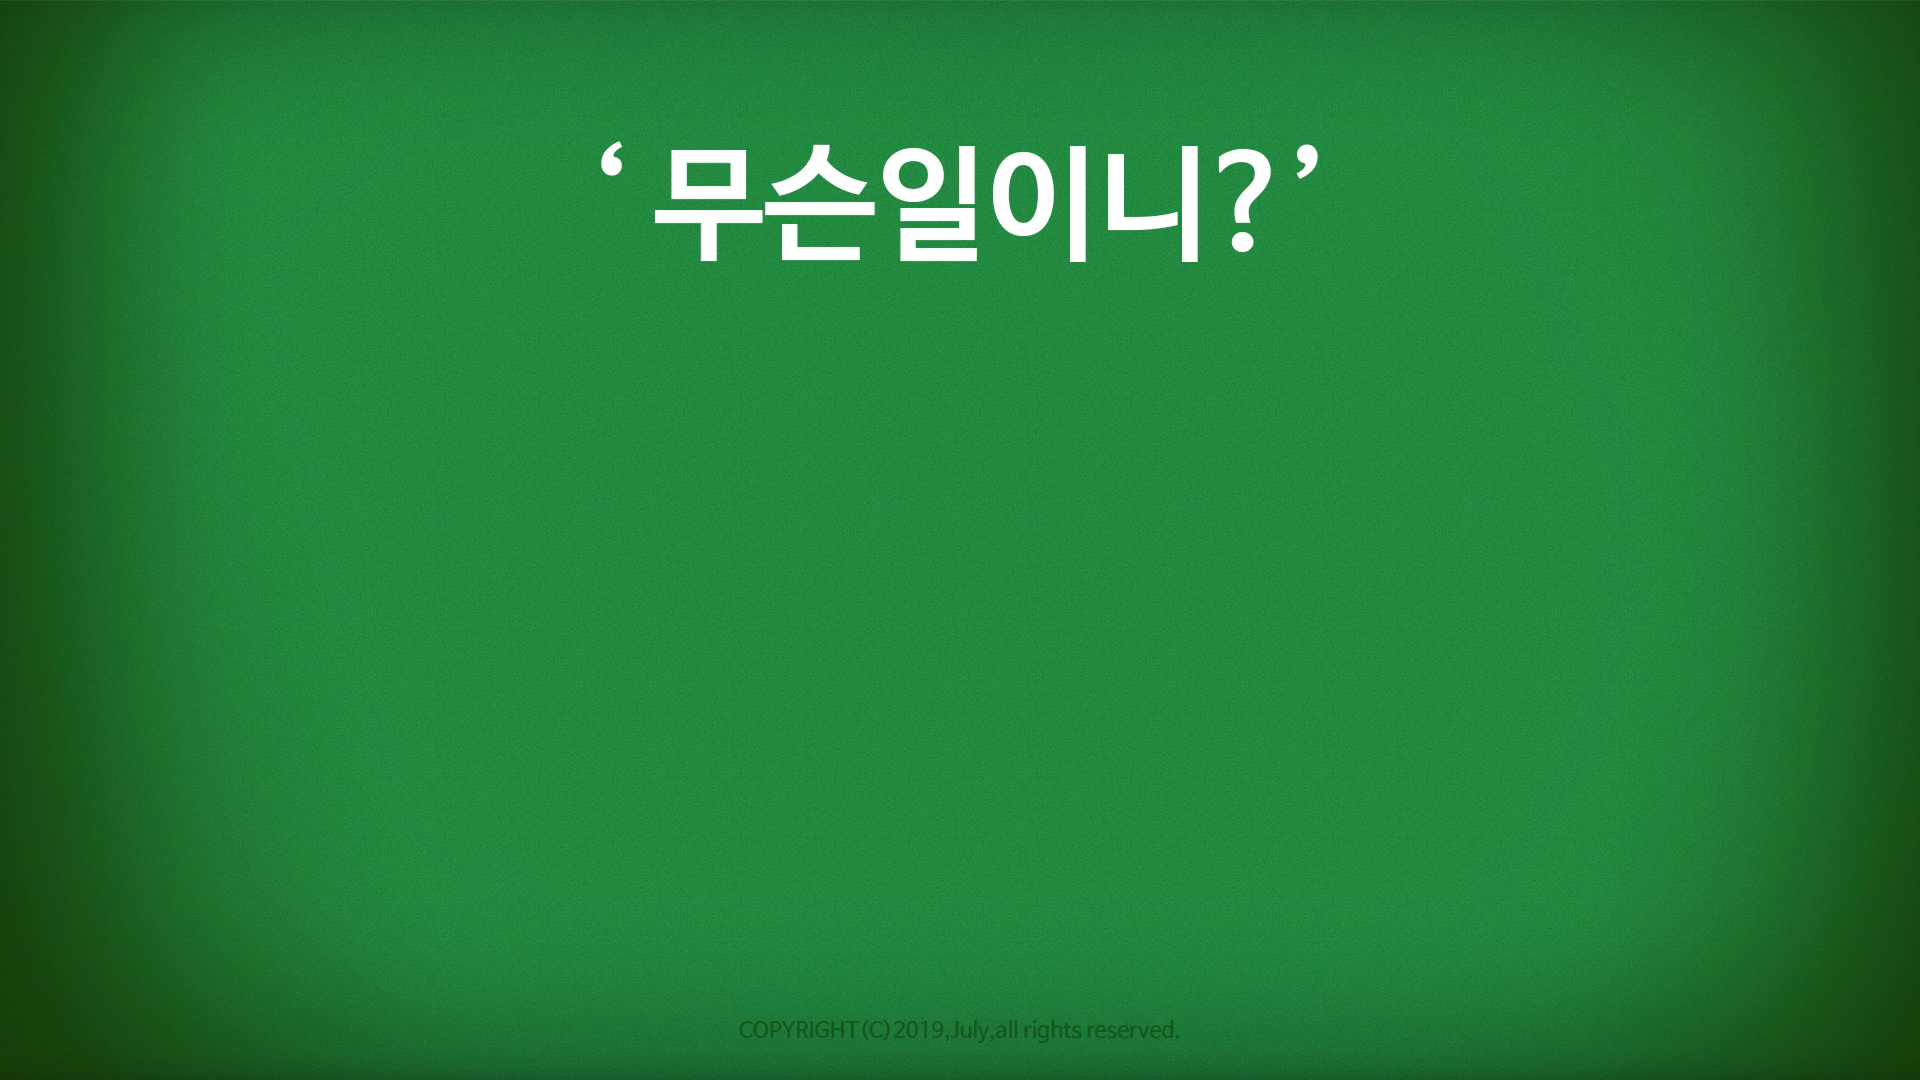 ‘ 무슨일이니? ’
COPYRIGHT (C) 2019,July,all rights reserved.